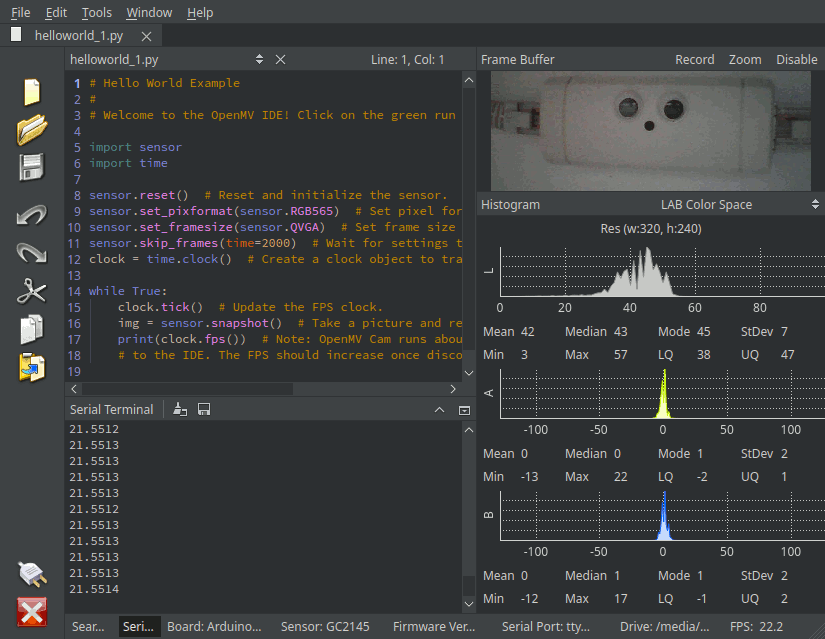 File Edit Tools Window Help
helloworld_1.py
helloworld_1.py Line: 1, Col: 1
1 # Hello World Example
2 #
3 # Welcome to the OpenMV IDE! Click on the green run
4
5 import sensor
6 import time
7
8 sensor.reset() # Reset and initialize the sensor.
9 sensor.set_pixformat(sensor.RGB565) # Set pixel for
10 sensor.set_framesize(sensor.QVGA) # Set frame size
11 sensor.skip_frames(time=2000) # Wait for settings t
12 clock = time.clock() # Create a clock object to tra
13
14 while True:
15 clock.tick() # Update the FPS clock.
16 img = sensor.snapshot() # Take a picture and re
17 print(clock.fps()) # Note: OpenMV Cam runs abou
18 # to the IDE. The FPS should increase once disco
19
Serial Terminal
21.5512
21.5513
21.5513
21.5513
21.5513
21.5512
21.5513
21.5513
21.5513
21.5513
21.5514
Frame Buffer Record Zoom Disable
Histogram LAB Color Space
Res (w:320, h:240)
L
0 20 40 60 80
Mean 42 Median 43 Mode 45 StDev 7
Min 3 Max 57 LQ 38 UQ 47
A
-100 -50 0 50 100
Mean 0 Median 0 Mode 1 StDev 2
Min -13 Max 22 LQ -2 UQ 1
B
-100 -50 0 50 100
Mean 0 Median 1 Mode 1 StDev 2
Min -12 Max 17 LQ -1 UQ 2
Sear... Seri... Board: Arduino... Sensor: GC2145 Firmware Ver... Serial Port: tty... Drive: /media/... FPS: 22.2